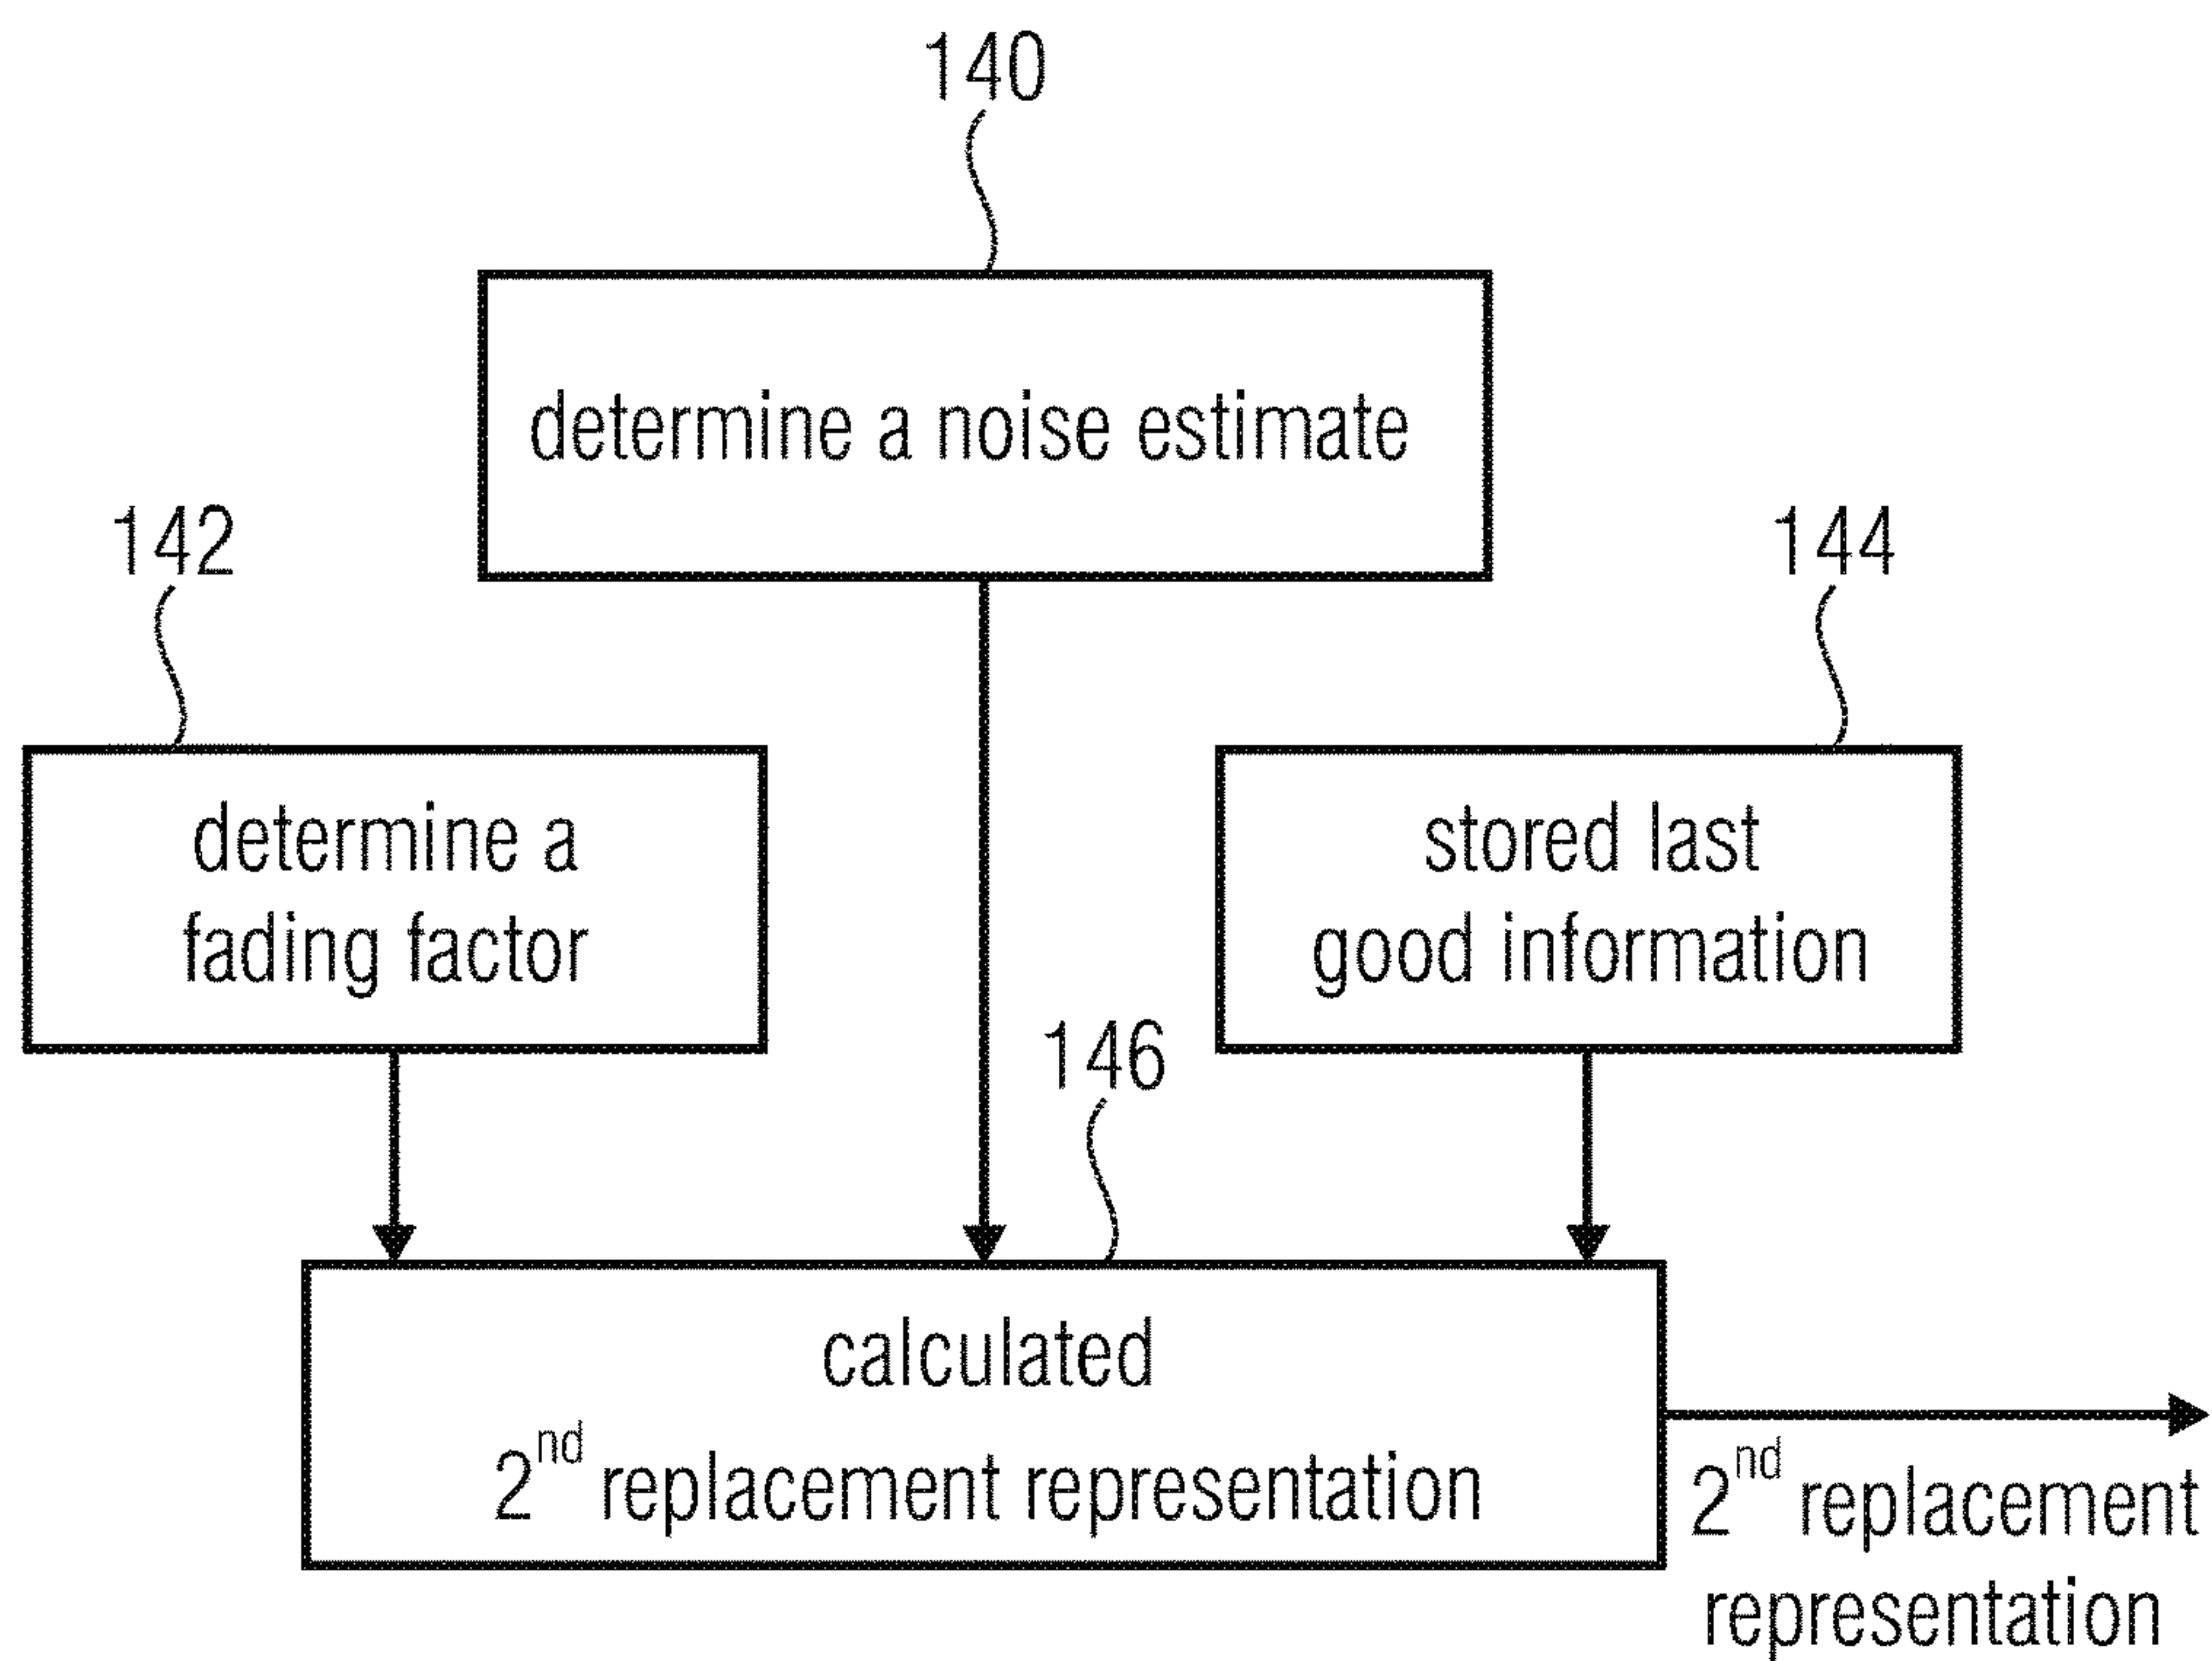 140
determine a noise estimate
142
144
determine a
fading factor
stored last
good information
146
calculated
2nd replacement representation
2nd replacement
representation